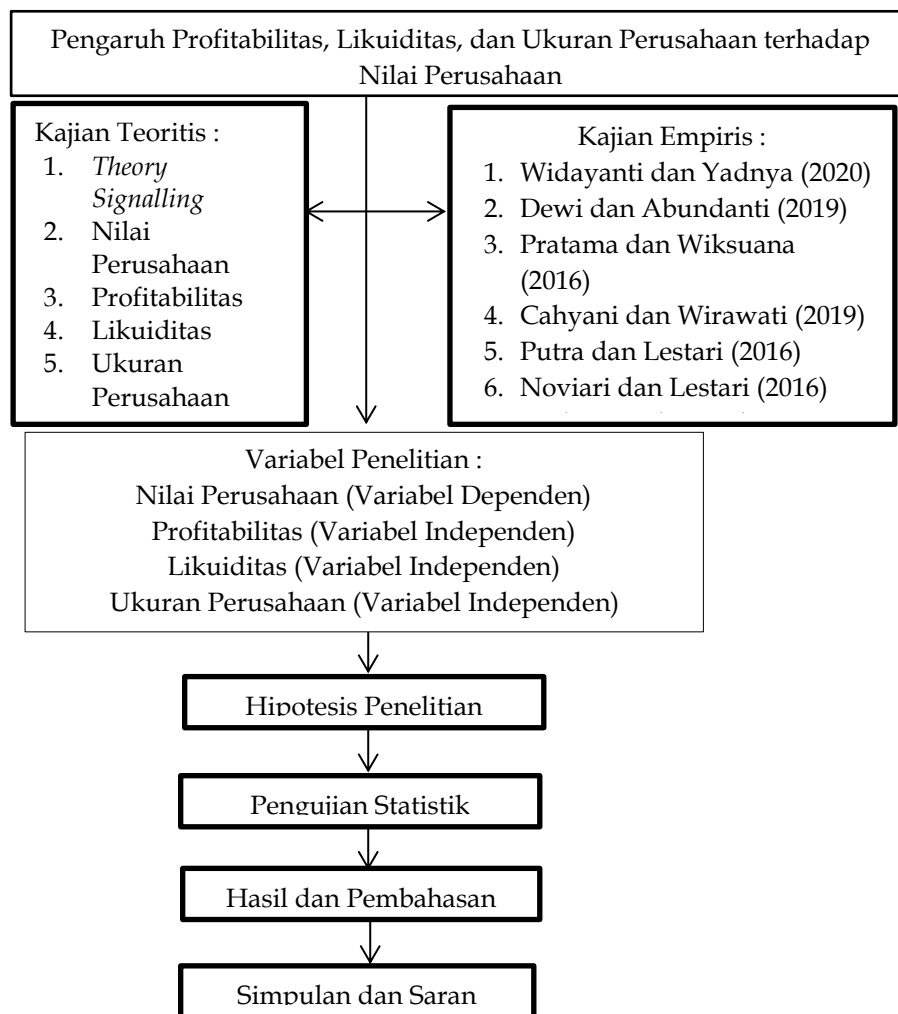 Pengaruh Profitabilitas, Likuiditas, dan Ukuran Perusahaan terhadap
Nilai Perusahaan
Kajian Teoritis :
1. Theory
Signalling
2. Nilai
Perusahaan
3. Profitabilitas
4. Likuiditas
5. Ukuran
Perusahaan
Kajian Empiris :
1. Widayanti dan Yadnya (2020)
2. Dewi dan Abundanti (2019)
3. Pratama dan Wiksuana
(2016)
4. Cahyani dan Wirawati (2019)
5. Putra dan Lestari (2016)
6. Noviari dan Lestari (2016)
Variabel Penelitian :
Nilai Perusahaan (Variabel Dependen)
Profitabilitas (Variabel Independen)
Likuiditas (Variabel Independen)
Ukuran Perusahaan (Variabel Independen)
Hipotesis Penelitian
Pengujian Statistik
Hasil dan Pembahasan
Simpulan dan Saran